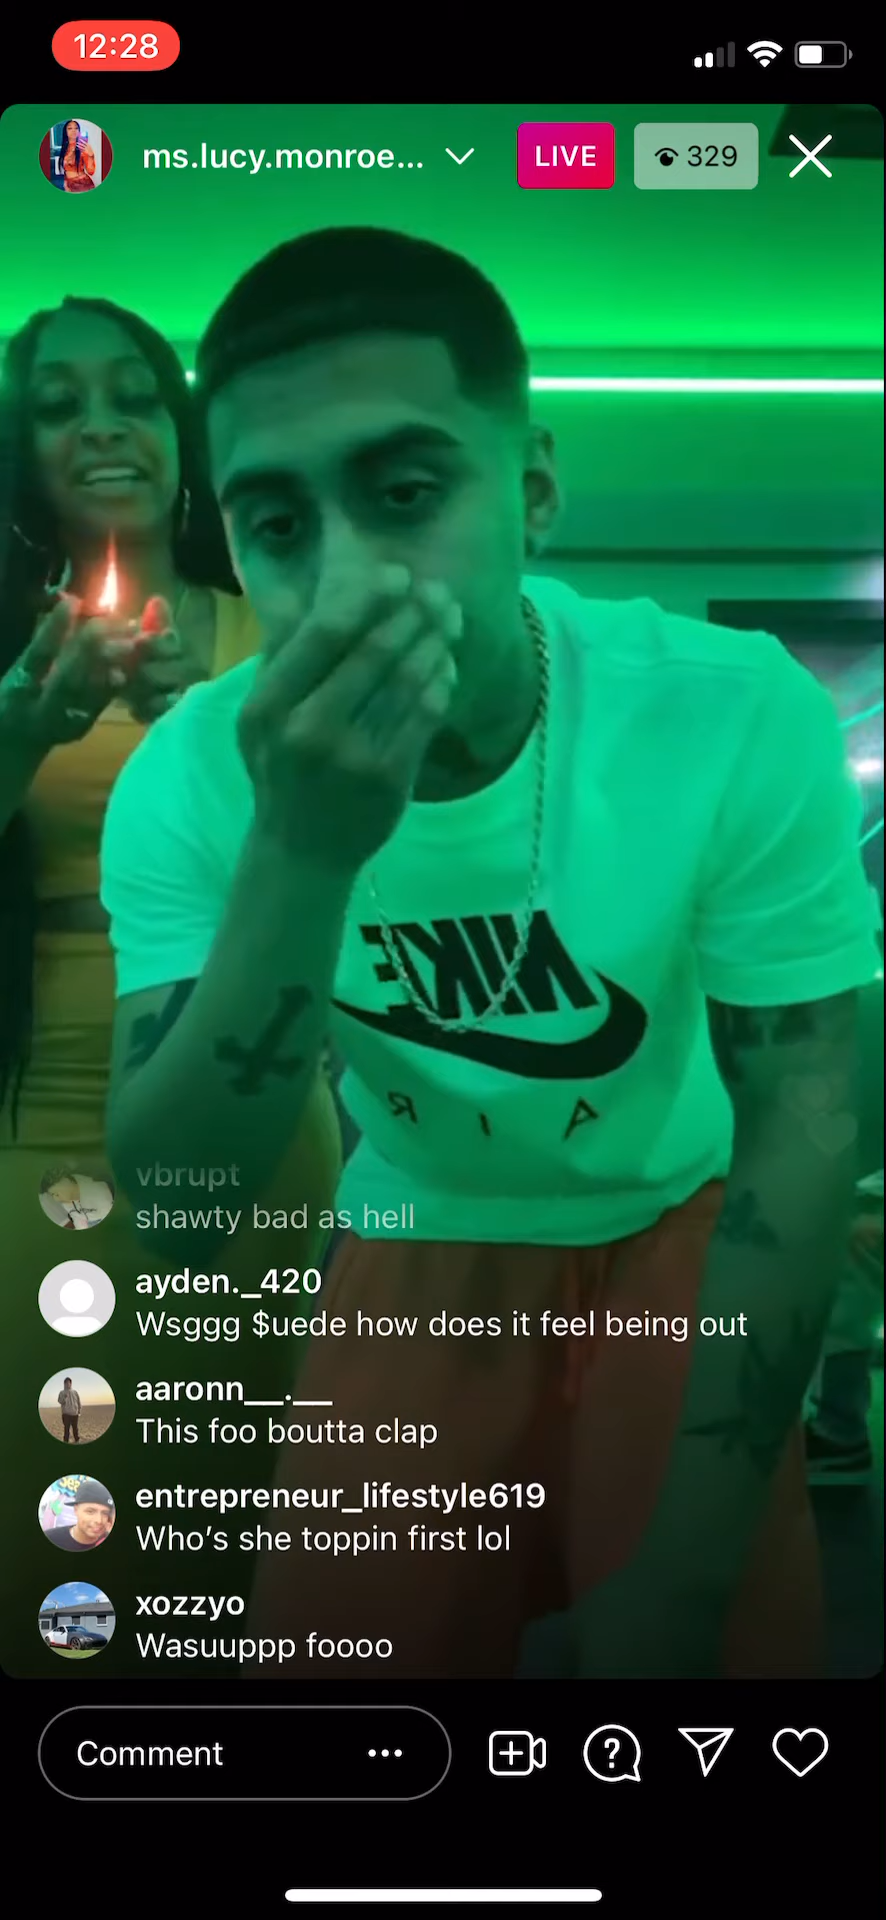 12:28
ms.lucy.monroe...
LIVE
329
NIKE
A I R
vbrupt
shawty bad as hell
ayden._420
Wsggg $uede how does it feel being out
aaronn___.__
This foo boutta clap
entrepreneur_lifestyle619
Who's she toppin first lol
xozzyo
Wasuuppp foooo
Comment